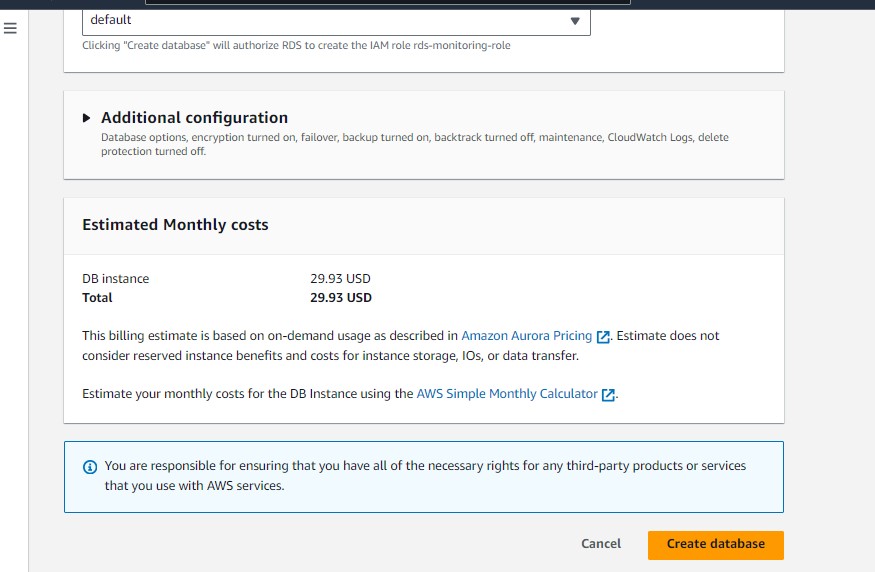 default
Clicking "Create database" will authorize RDS to create the IAM role rds-monitoring-role
Additional configuration
Database options, encryption turned on, failover, backup turned on, backtrack turned off, maintenance, CloudWatch Logs, delete
protection turned off.
Estimated Monthly costs
DB instance 29.93 USD
Total 29.93 USD
This billing estimate is based on on-demand usage as described in Amazon Aurora Pricing. Estimate does not
consider reserved instance benefits and costs for instance storage, IOs, or data transfer.
Estimate your monthly costs for the DB Instance using the AWS Simple Monthly Calculator.
You are responsible for ensuring that you have all of the necessary rights for any third-party products or services
that you use with AWS services.
Cancel Create database